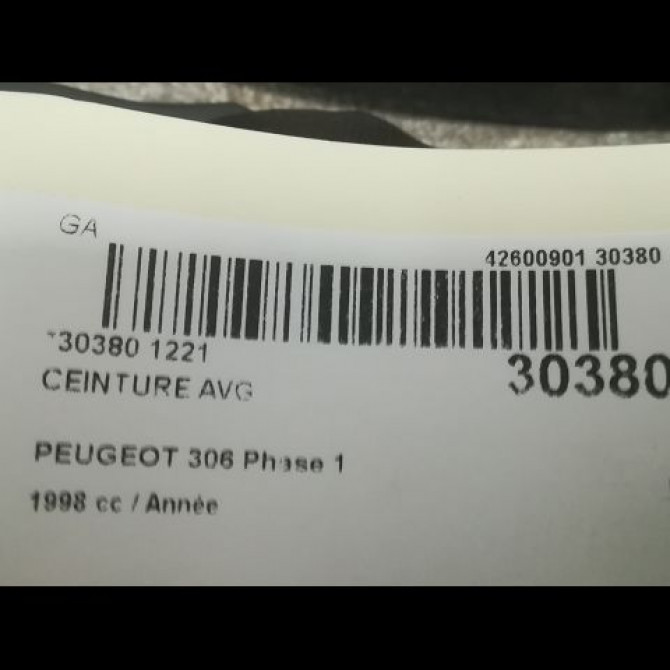 GA
42600901 30380
*30380 1221
30380
CEINTURE AVG
PEUGEOT 306 Phase 1
1998 cc / Année